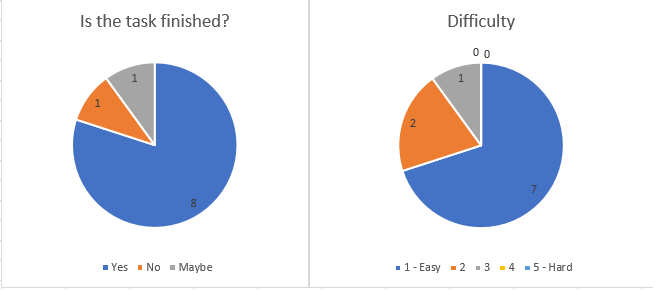 Is the task finished?
1
1
8
Yes No Maybe
Difficulty
0 0
1
2
7
1 - Easy 2 3 4 5 - Hard